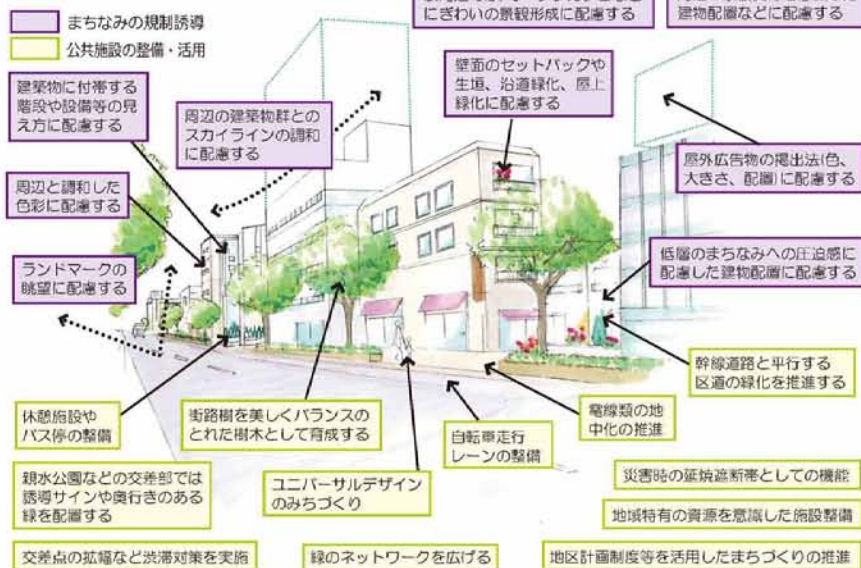 にぎわいの景観形成に配慮する
建物配置などに配慮する
まちなみの規制誘導
公共施設の整備・活用
建築物に付帯する
階段や設備等の見
え方に配慮する
周辺の建築物群との
スカイラインの調和
に配慮する
壁面のセットバックや
生垣、沿道緑化、屋上
緑化に配慮する
屋外広告物の掲出法(色、
大きさ、配置)に配慮する
周辺と調和した
色彩に配慮する
ランドマークの
眺望に配慮する
低層のまちなみへの圧迫感に
配慮した建物配置に配慮する
幹線道路と平行する
区道の緑化を推進する
休憩施設や
バス停の整備
街路樹を美しくバランスの
とれた樹木として育成する
自転車走行
レーンの整備
電線類の地
中化の推進
親水公園などの交差部では
誘導サインや奥行きのある
緑を配置する
ユニバーサルデザイン
のみちづくり
災害時の延焼遮断帯としての機能
地域特有の資源を意識した施設整備
交差点の拡幅など渋滞対策を実施
緑のネットワークを広げる
地区計画制度等を活用したまちづくりの推進